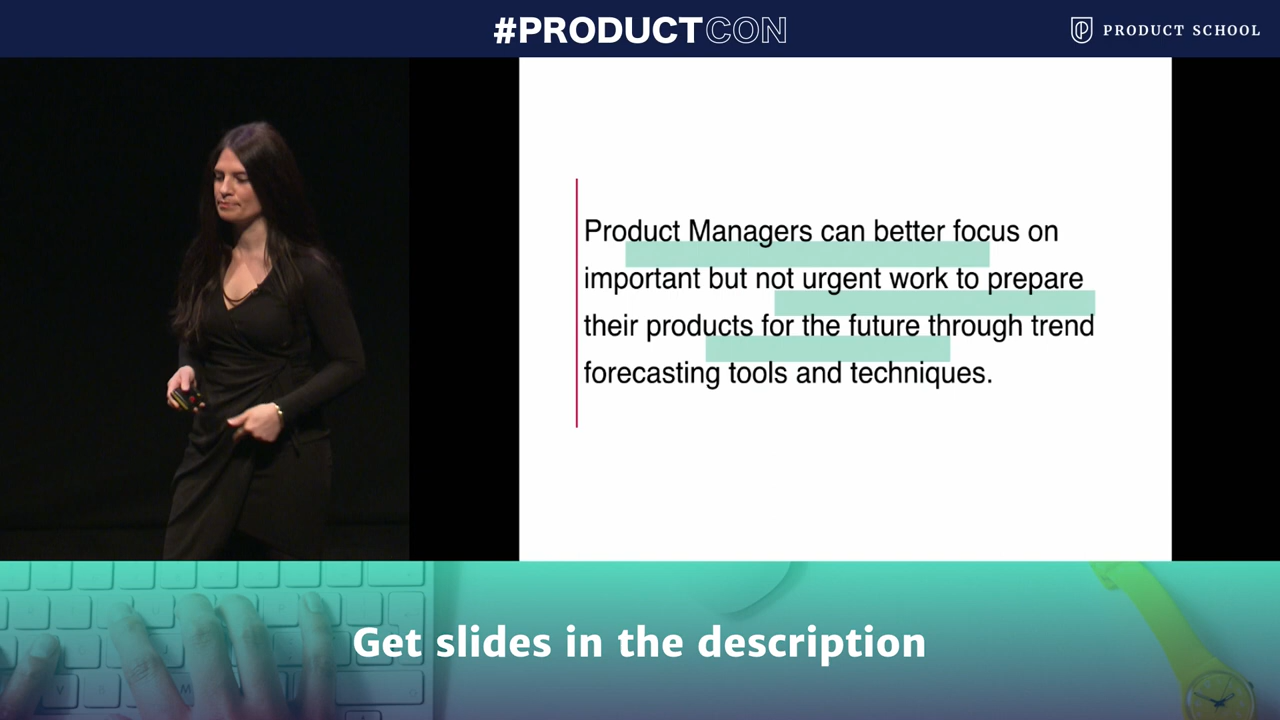 #PRODUCTCON
PRODUCT SCHOOL
Product Managers can better focus on
important but not urgent work to prepare
their products for the future through trend
forecasting tools and techniques.
Get slides in the description